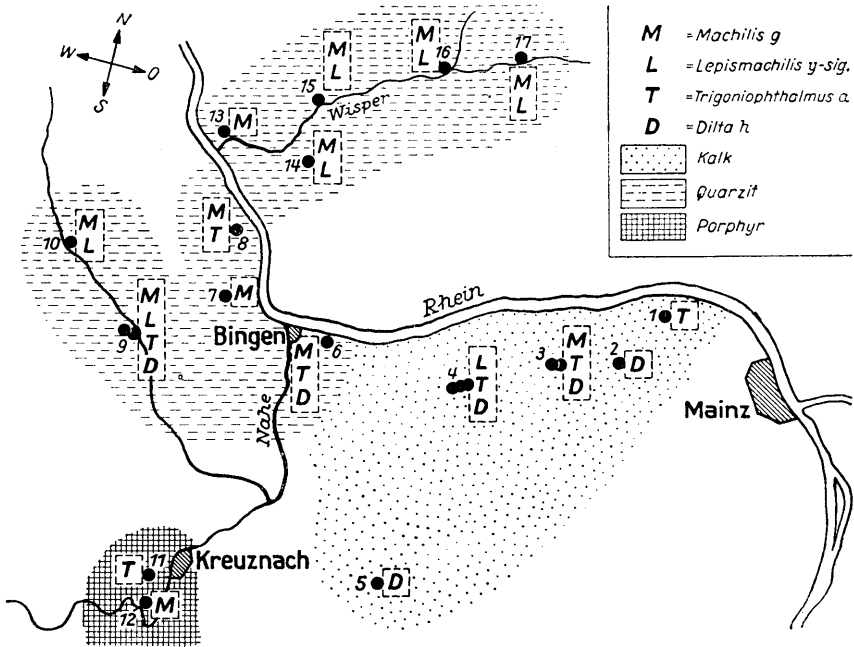 N
W
O
S
M = Machilis g
L = Lepismachilis y-sig.
T = Trigoniophthalmus a.
D = Dilta h
Kalk
Quarzit
Porphyr
M
L
16
17
M
L
M
L
15
Wisper
13 M
14 M
L
M
T
8
10 M
L
7 M
Rhein
Bingen
6
M
T
D
9
M
L
T
D
Nahe
1 T
2 D
3 M
T
D
4 L
T
D
Mainz
5 D
Kreuznach
T 11
12 M